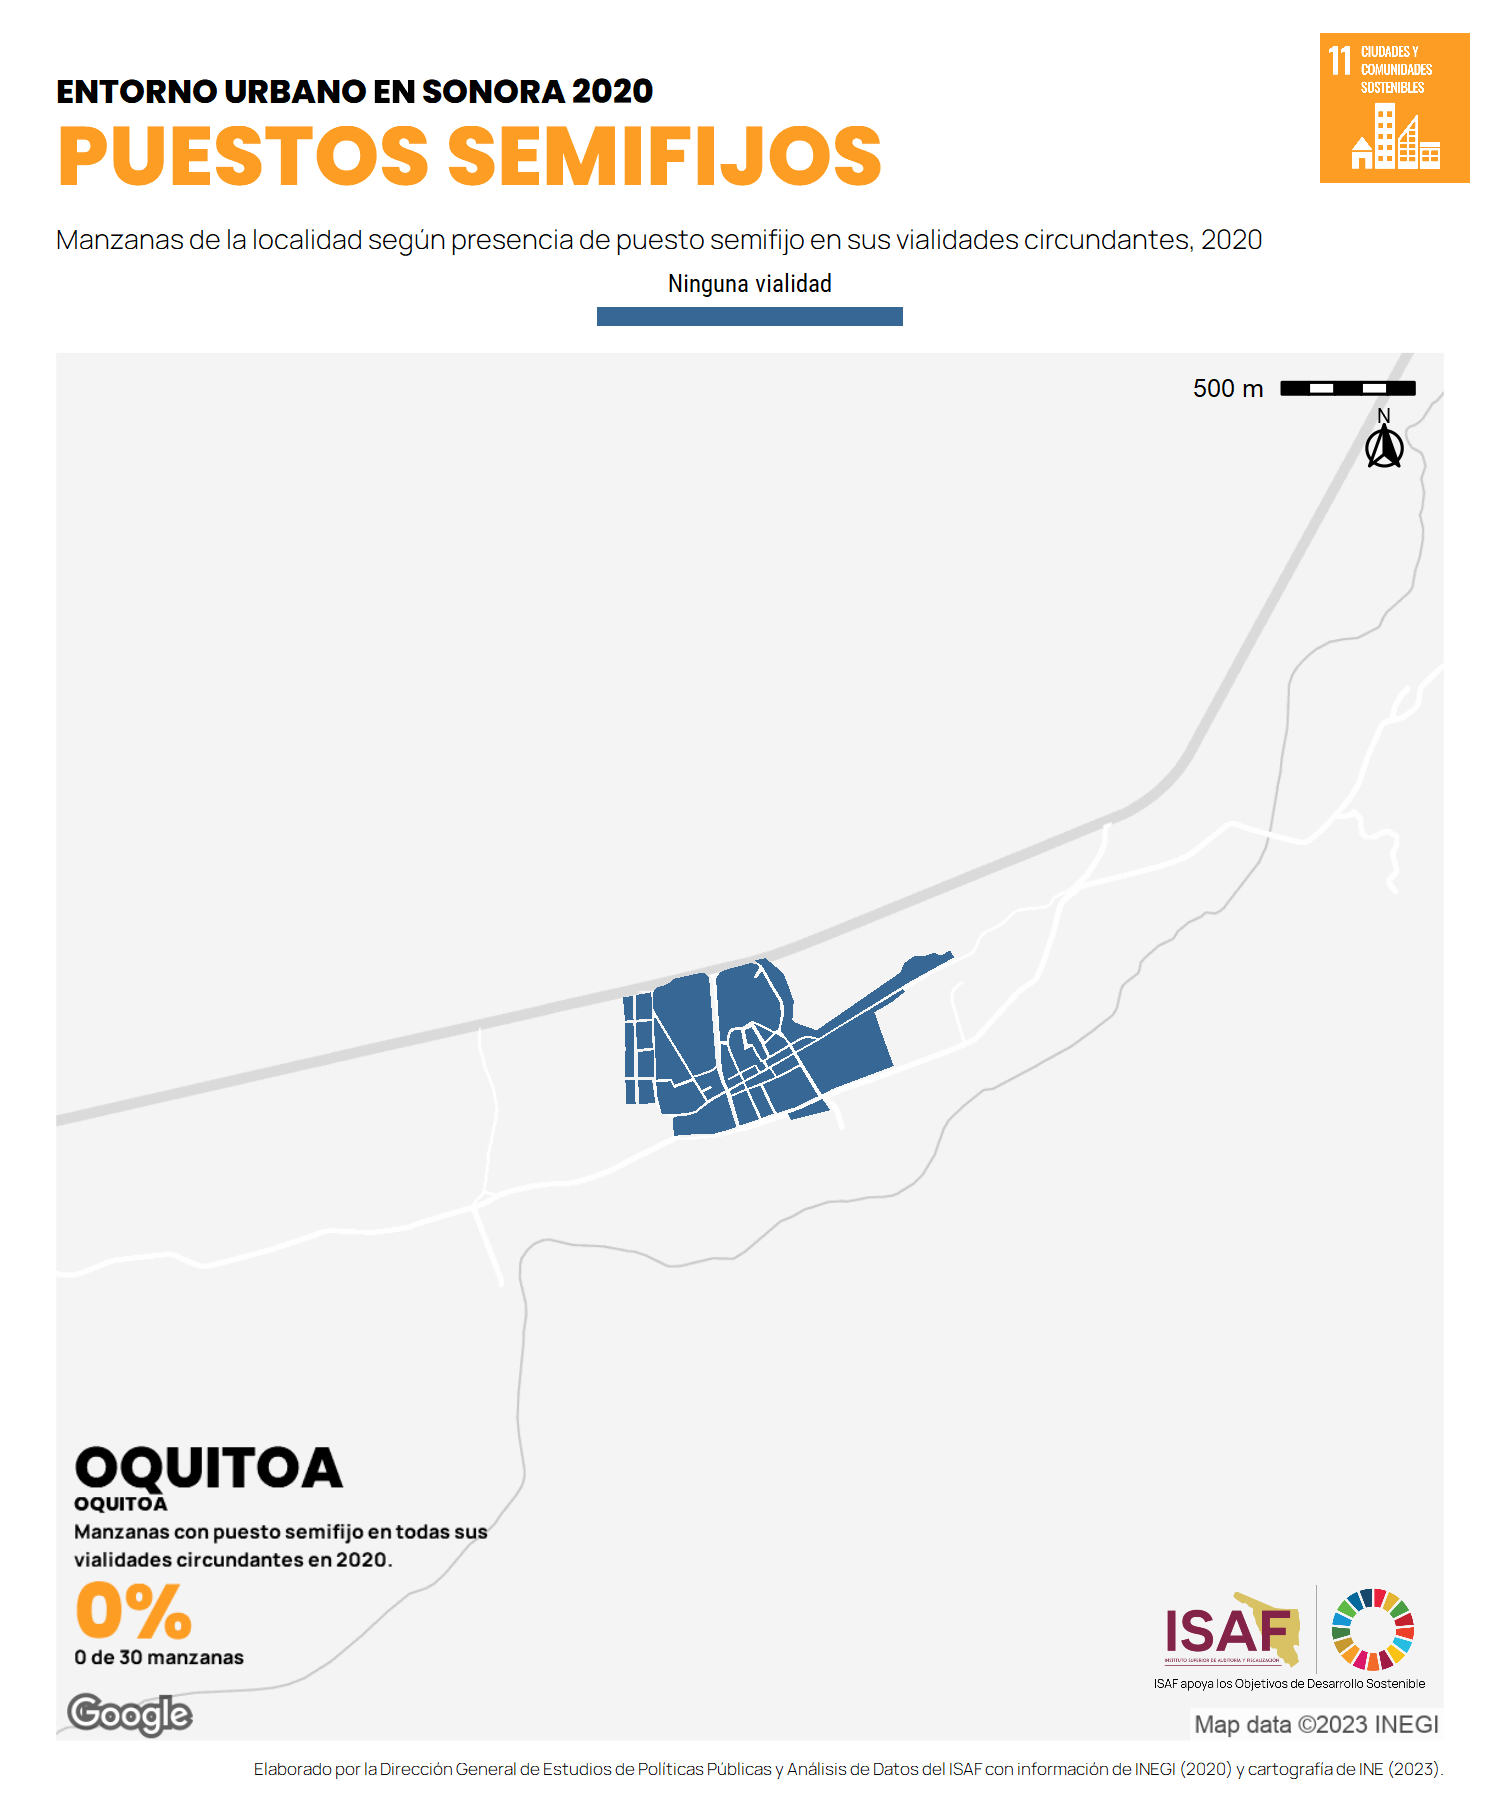 ENTORNO URBANO EN SONORA 2020
PUESTOS SEMIFIJOS
11 CIUDADES Y
COMUNIDADES
SOSTENIBLES
Manzanas de la localidad según presencia de puesto semifijo en sus vialidades circundantes, 2020
Ninguna vialidad
500 m
N
OQUITOA
OQUITOA
Manzanas con puesto semifijo en todas sus
vialidades circundantes en 2020.
0%
0 de 30 manzanas
Google
ISAF
INSTITUTO SUPERIOR DE AUDITORÍA Y FISCALIZACIÓN
ISAF apoya los Objetivos de Desarrollo Sostenible
Map data ©2023 INEGI
Elaborado por la Dirección General de Estudios de Políticas Públicas y Análisis de Datos del ISAF con información de INEGI (2020) y cartografía de INE (2023).